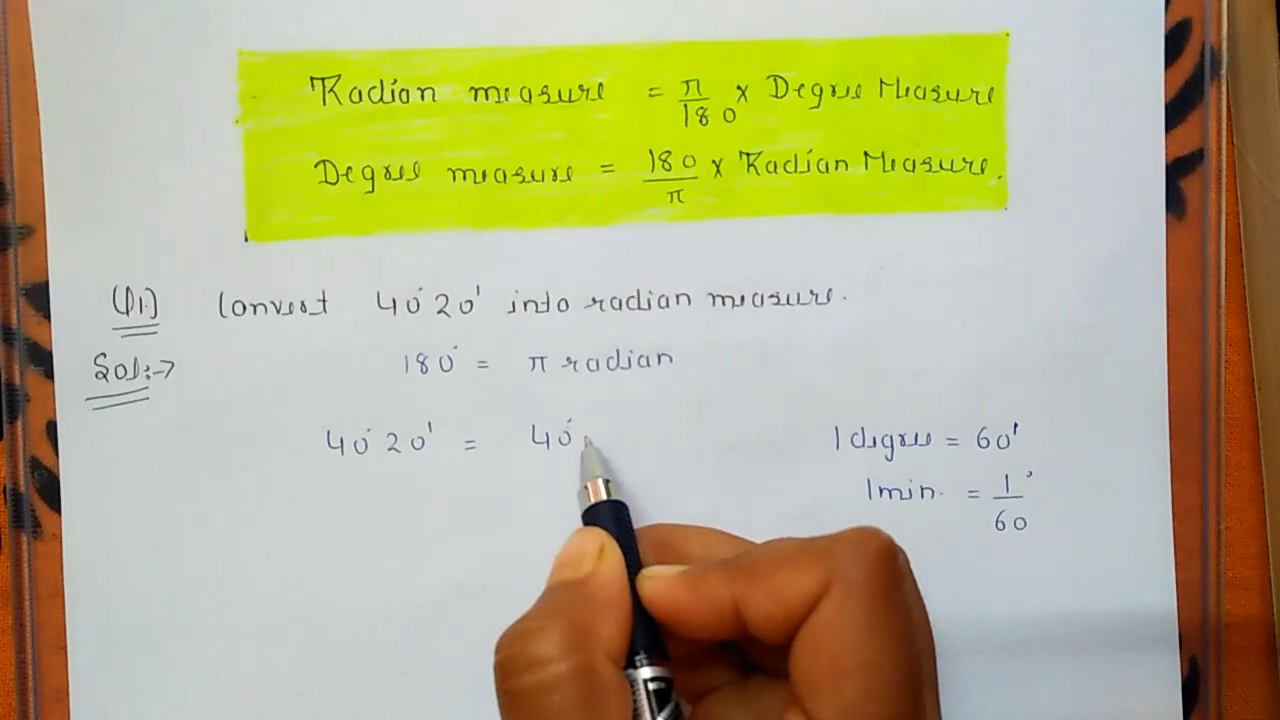 Radian measure = π/180 × Degree Measure
Degree measure = 180/π × Radian Measure.
Q1) Convert 40° 20' into radian measure.
Sol:→ 180° = π radian
40° 20' = 40°
1 degree = 60'
1 min. = 1/60°